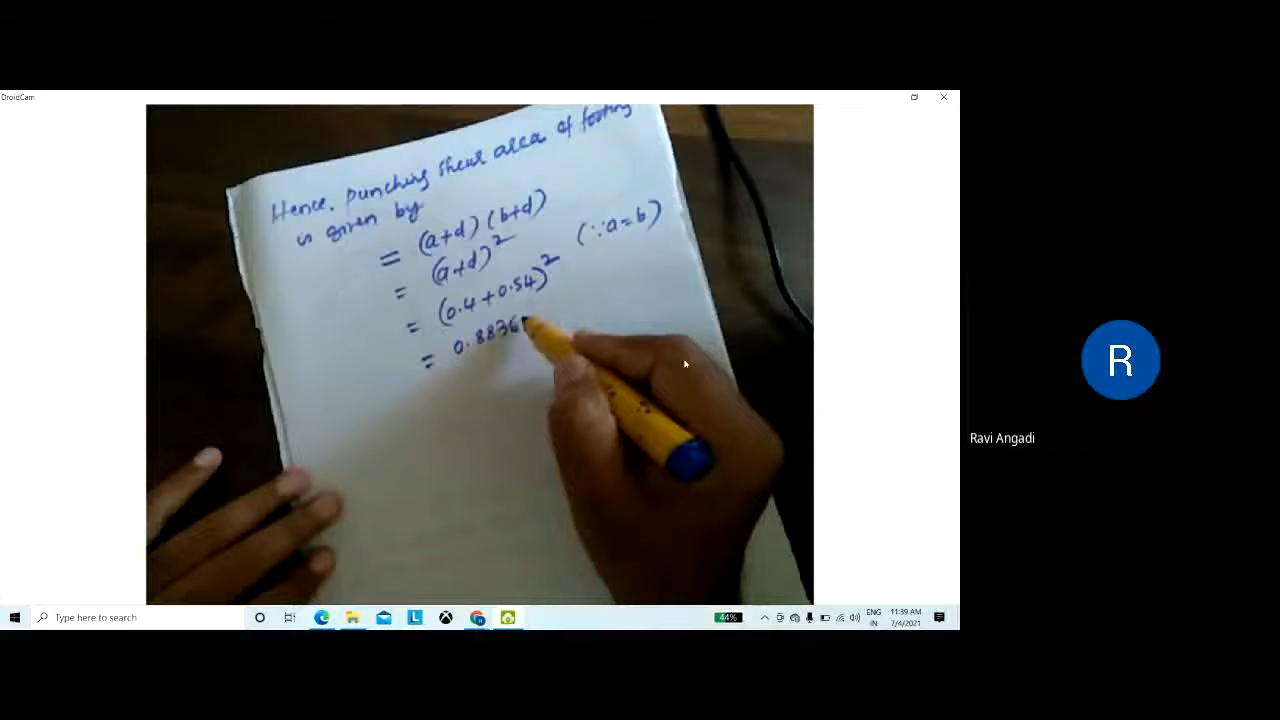 DroidCam
Hence, punching shear area of footing
is given by
= (a+d) (b+d)
= (a+d)² (∵ a=b)
= (0.4+0.54)²
= 0.8836
R
Ravi Angadi
Type here to search
44%
ENG
IN
11:39 AM
7/4/2021